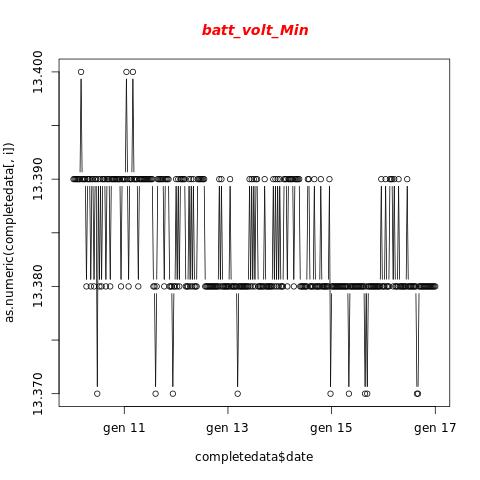 batt_volt_Min
as.numeric(completedata[, i])
13.400
13.390
13.380
13.370
gen 11
gen 13
gen 15
gen 17
completedata$date